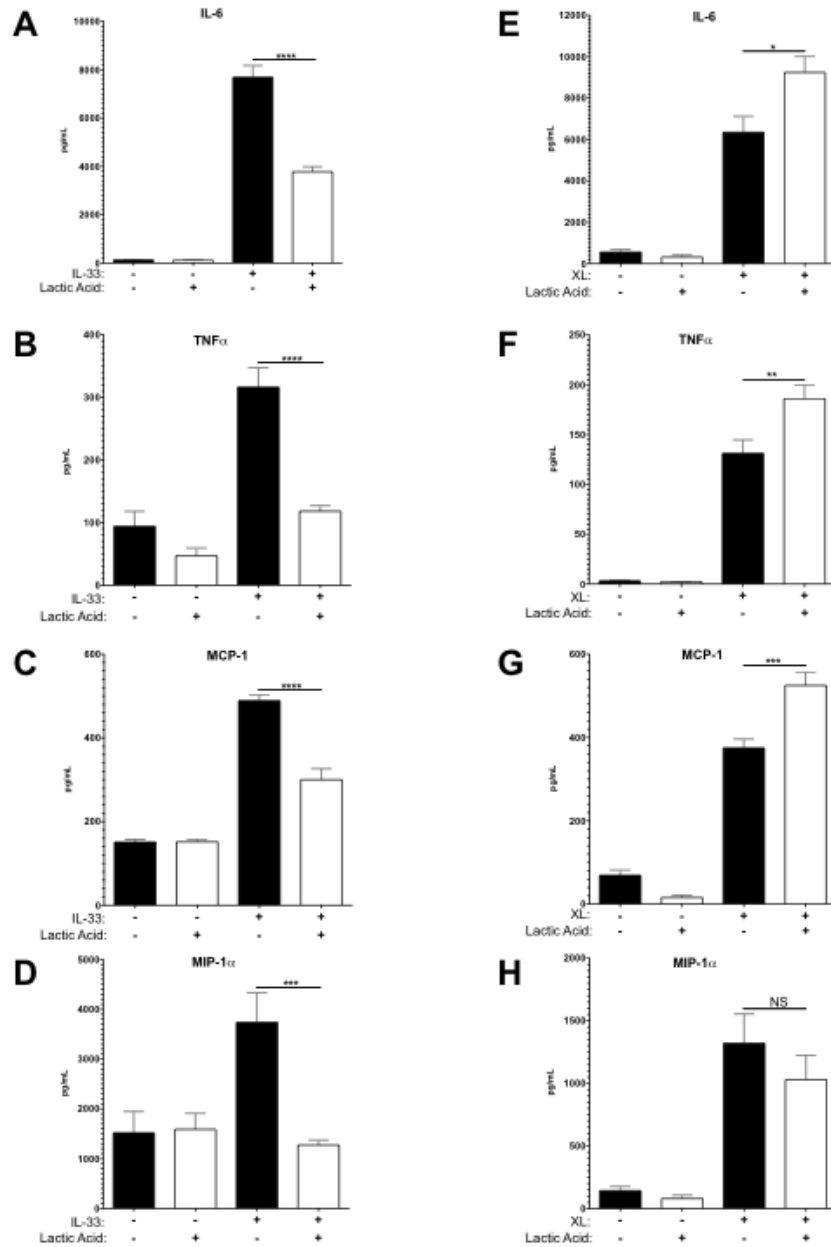 A
IL-6
****
8000
6000
4000
2000
0
pg/mL
IL-33: - - + +
Lactic Acid: - + - +
B
TNFα
****
400
300
200
100
0
pg/mL
IL-33: - - + +
Lactic Acid: - + - +
C
MCP-1
****
600
400
200
0
pg/mL
IL-33: - - + +
Lactic Acid: - + - +
D
MIP-1α
***
5000
4000
3000
2000
1000
0
pg/mL
IL-33: - - + +
Lactic Acid: - + - +
E
IL-6
*
12000
10000
8000
6000
4000
2000
0
pg/mL
XL: - - + +
Lactic Acid: - + - +
F
TNFα
**
250
200
150
100
50
0
pg/mL
XL: - - + +
Lactic Acid: - + - +
G
MCP-1
***
600
400
200
0
pg/mL
XL: - - + +
Lactic Acid: - + - +
H
MIP-1α
NS
2000
1500
1000
500
0
pg/mL
XL: - - + +
Lactic Acid: - + - +